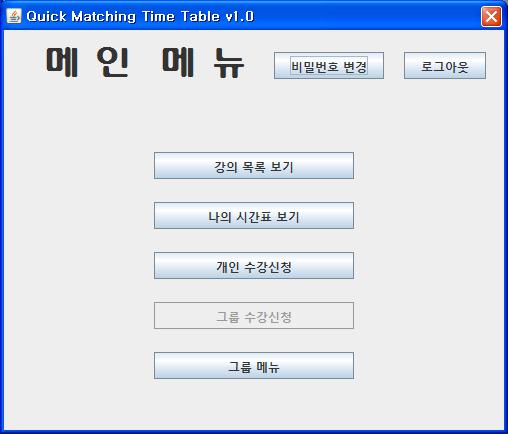 Quick Matching Time Table v1.0
메 인 메 뉴 비밀번호 변경 로그아웃
강의 목록 보기
나의 시간표 보기
개인 수강신청
그룹 수강신청
그룹 메뉴